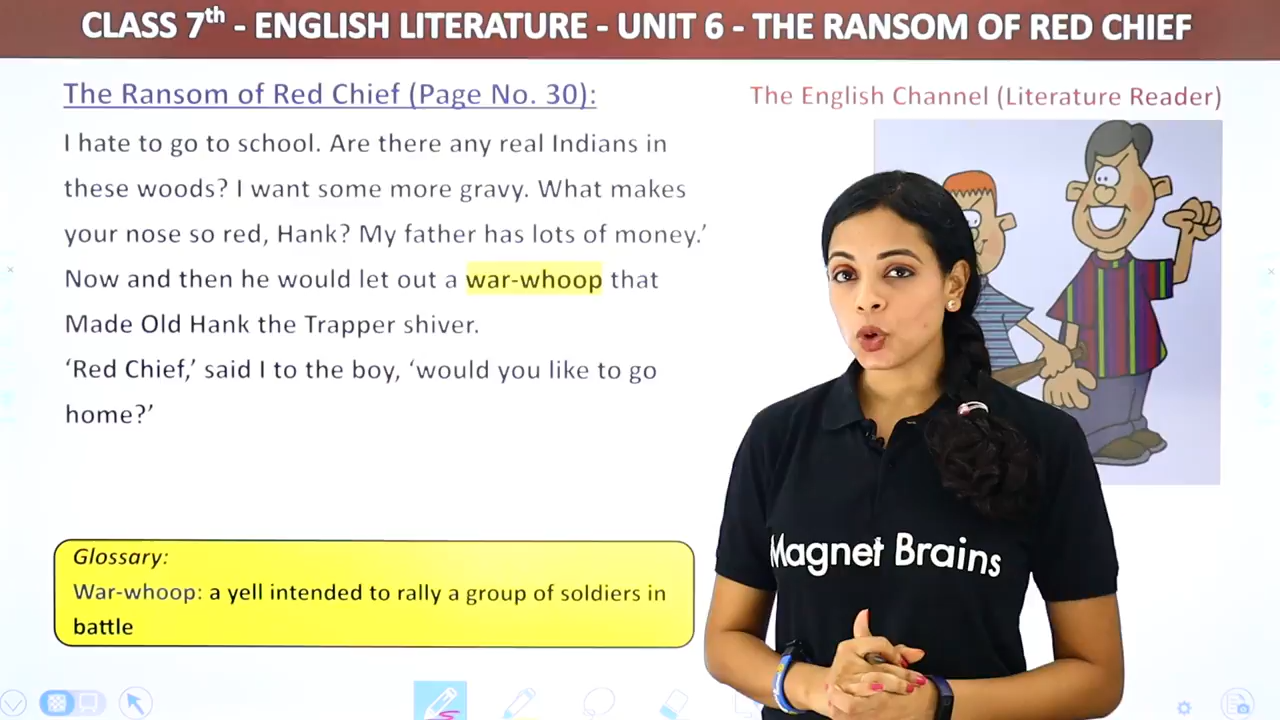 CLASS 7th - ENGLISH LITERATURE - UNIT 6 - THE RANSOM OF RED CHIEF
The Ransom of Red Chief (Page No. 30):
The English Channel (Literature Reader)
I hate to go to school. Are there any real Indians in
these woods? I want some more gravy. What makes
your nose so red, Hank? My father has lots of money.’
Now and then he would let out a war-whoop that
Made Old Hank the Trapper shiver.
‘Red Chief,’ said I to the boy, ‘would you like to go
home?’
Magnet Brains
Glossary:
War-whoop: a yell intended to rally a group of soldiers in
battle